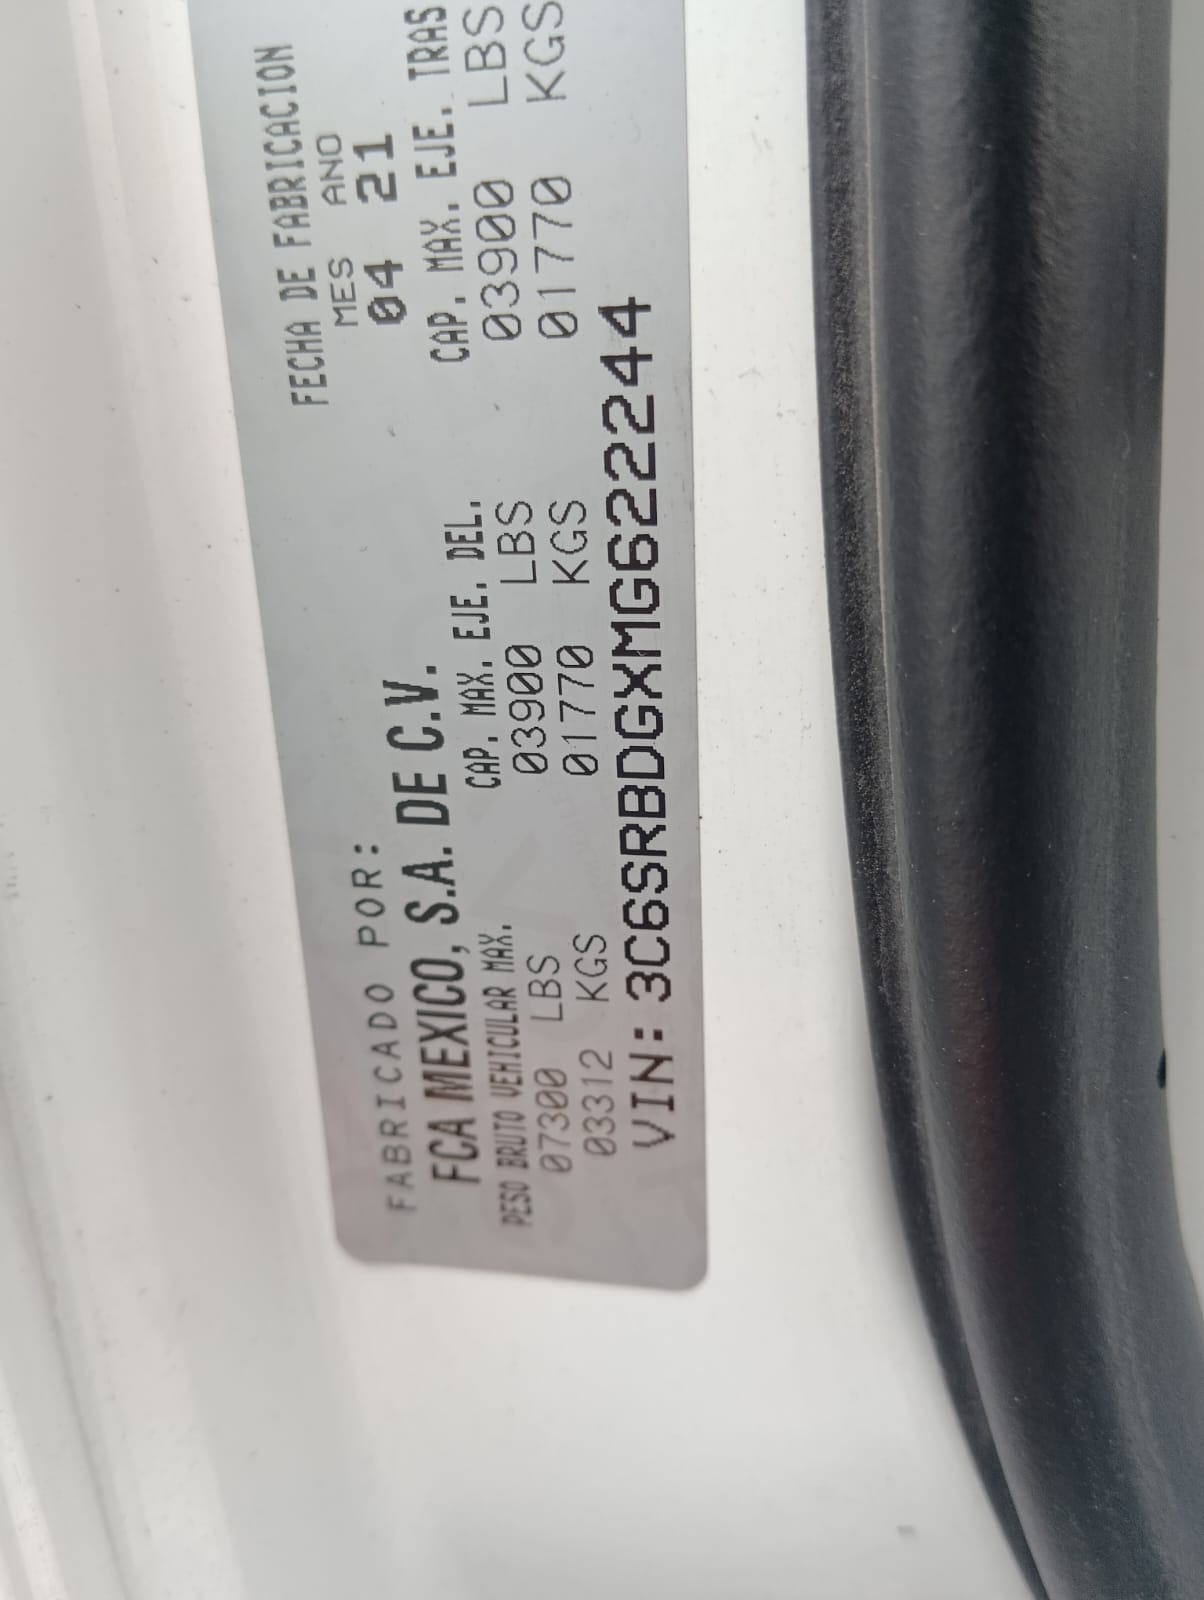 FABRICADO POR:
FCA MEXICO, S.A. DE C.V.
FECHA DE FABRICACION
MES ANO
04 21
PESO BRUTO VEHICULAR MAX.
07300 LBS
03312 KGS
CAP. MAX. EJE. DEL.
03900 LBS
01770 KGS
CAP. MAX. EJE. TRAS
03900 LBS
01770 KGS
VIN: 3C6SRBDGXMG622244